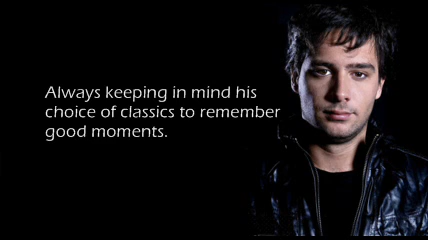 Always keeping in mind his
choice of classics to remember
good moments.